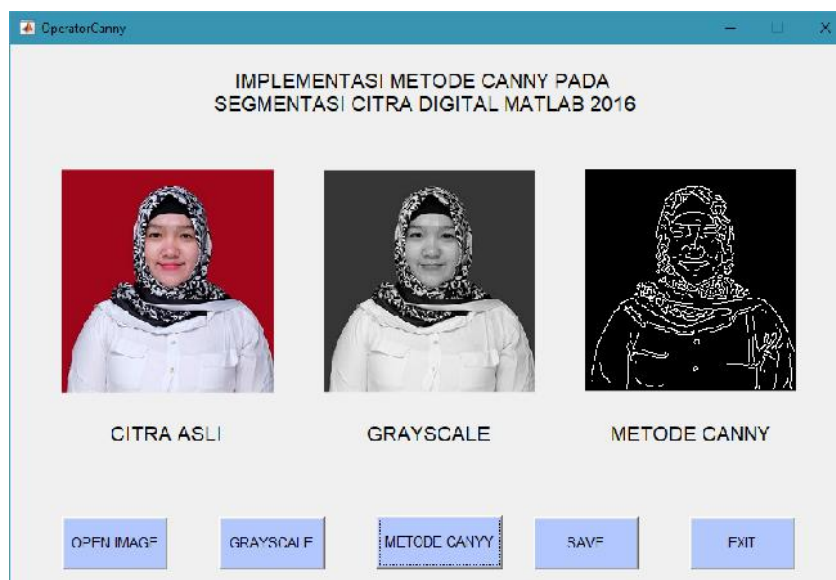 OperatorCanny
IMPLEMENTASI METODE CANNY PADA
SEGMENTASI CITRA DIGITAL MATLAB 2016
CITRA ASLI
GRAYSCALE
METODE CANNY
OPEN IMAGE
GRAYSCALE
METODE CANYY
SAVE
EXIT